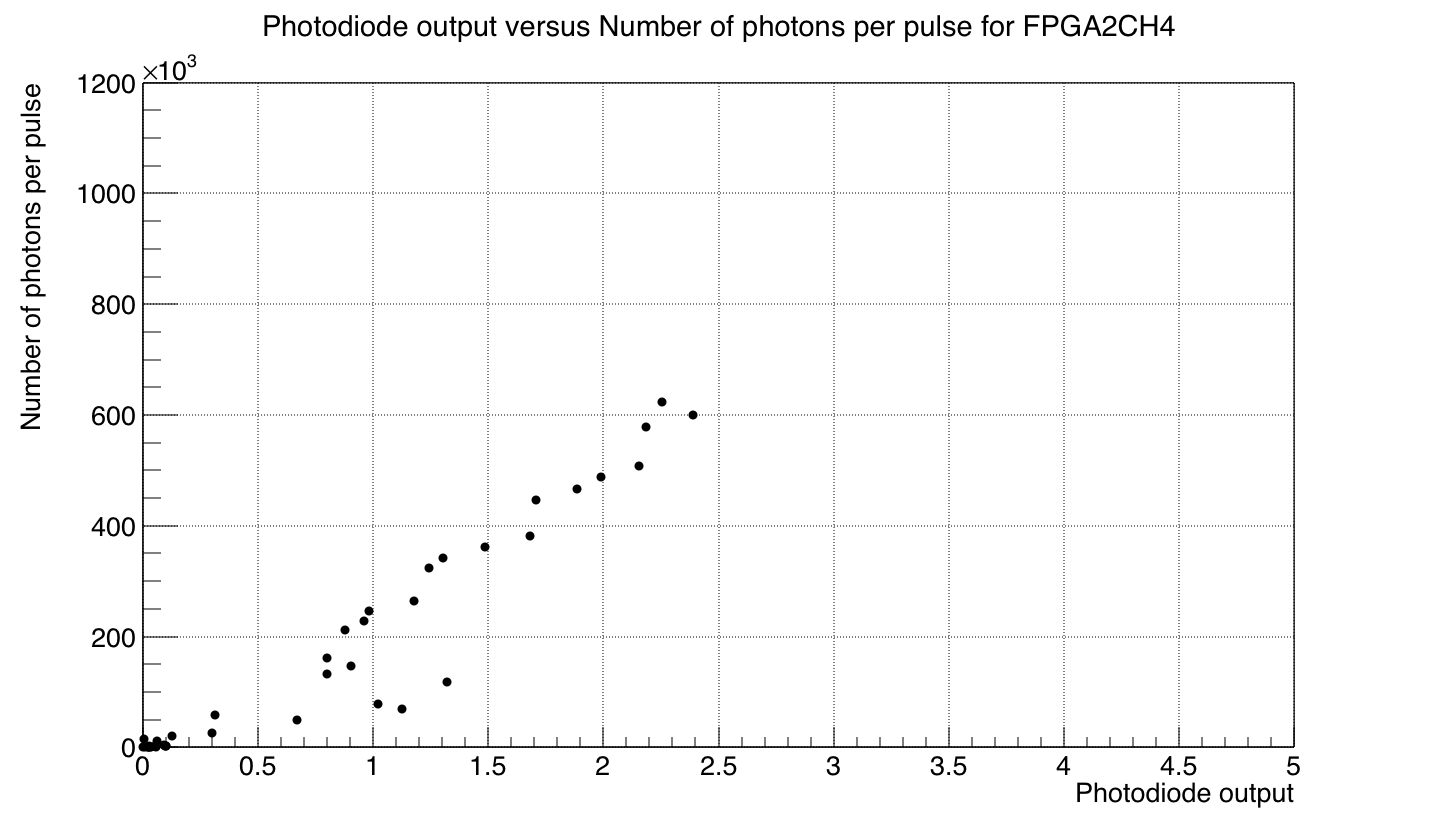 Photodiode output versus Number of photons per pulse for FPGA2CH4
×10³
Number of photons per pulse
1200
1000
800
600
400
200
0
0 0.5 1 1.5 2 2.5 3 3.5 4 4.5 5
Photodiode output